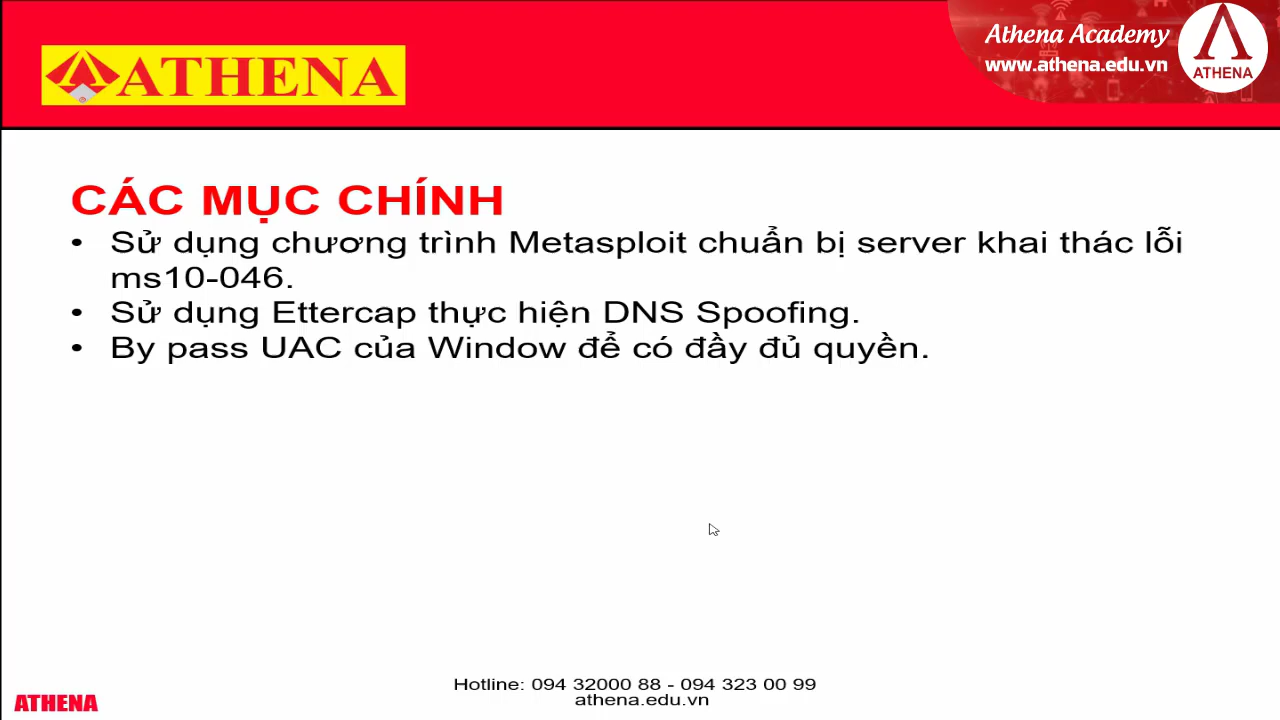 Athena Academy
www.athena.edu.vn
ATHENA
ATHENA
CÁC MỤC CHÍNH
• Sử dụng chương trình Metasploit chuẩn bị server khai thác lỗi
ms10-046.
• Sử dụng Ettercap thực hiện DNS Spoofing.
• By pass UAC của Window để có đầy đủ quyền.
Hotline: 094 32000 88 - 094 323 00 99
athena.edu.vn
ATHENA